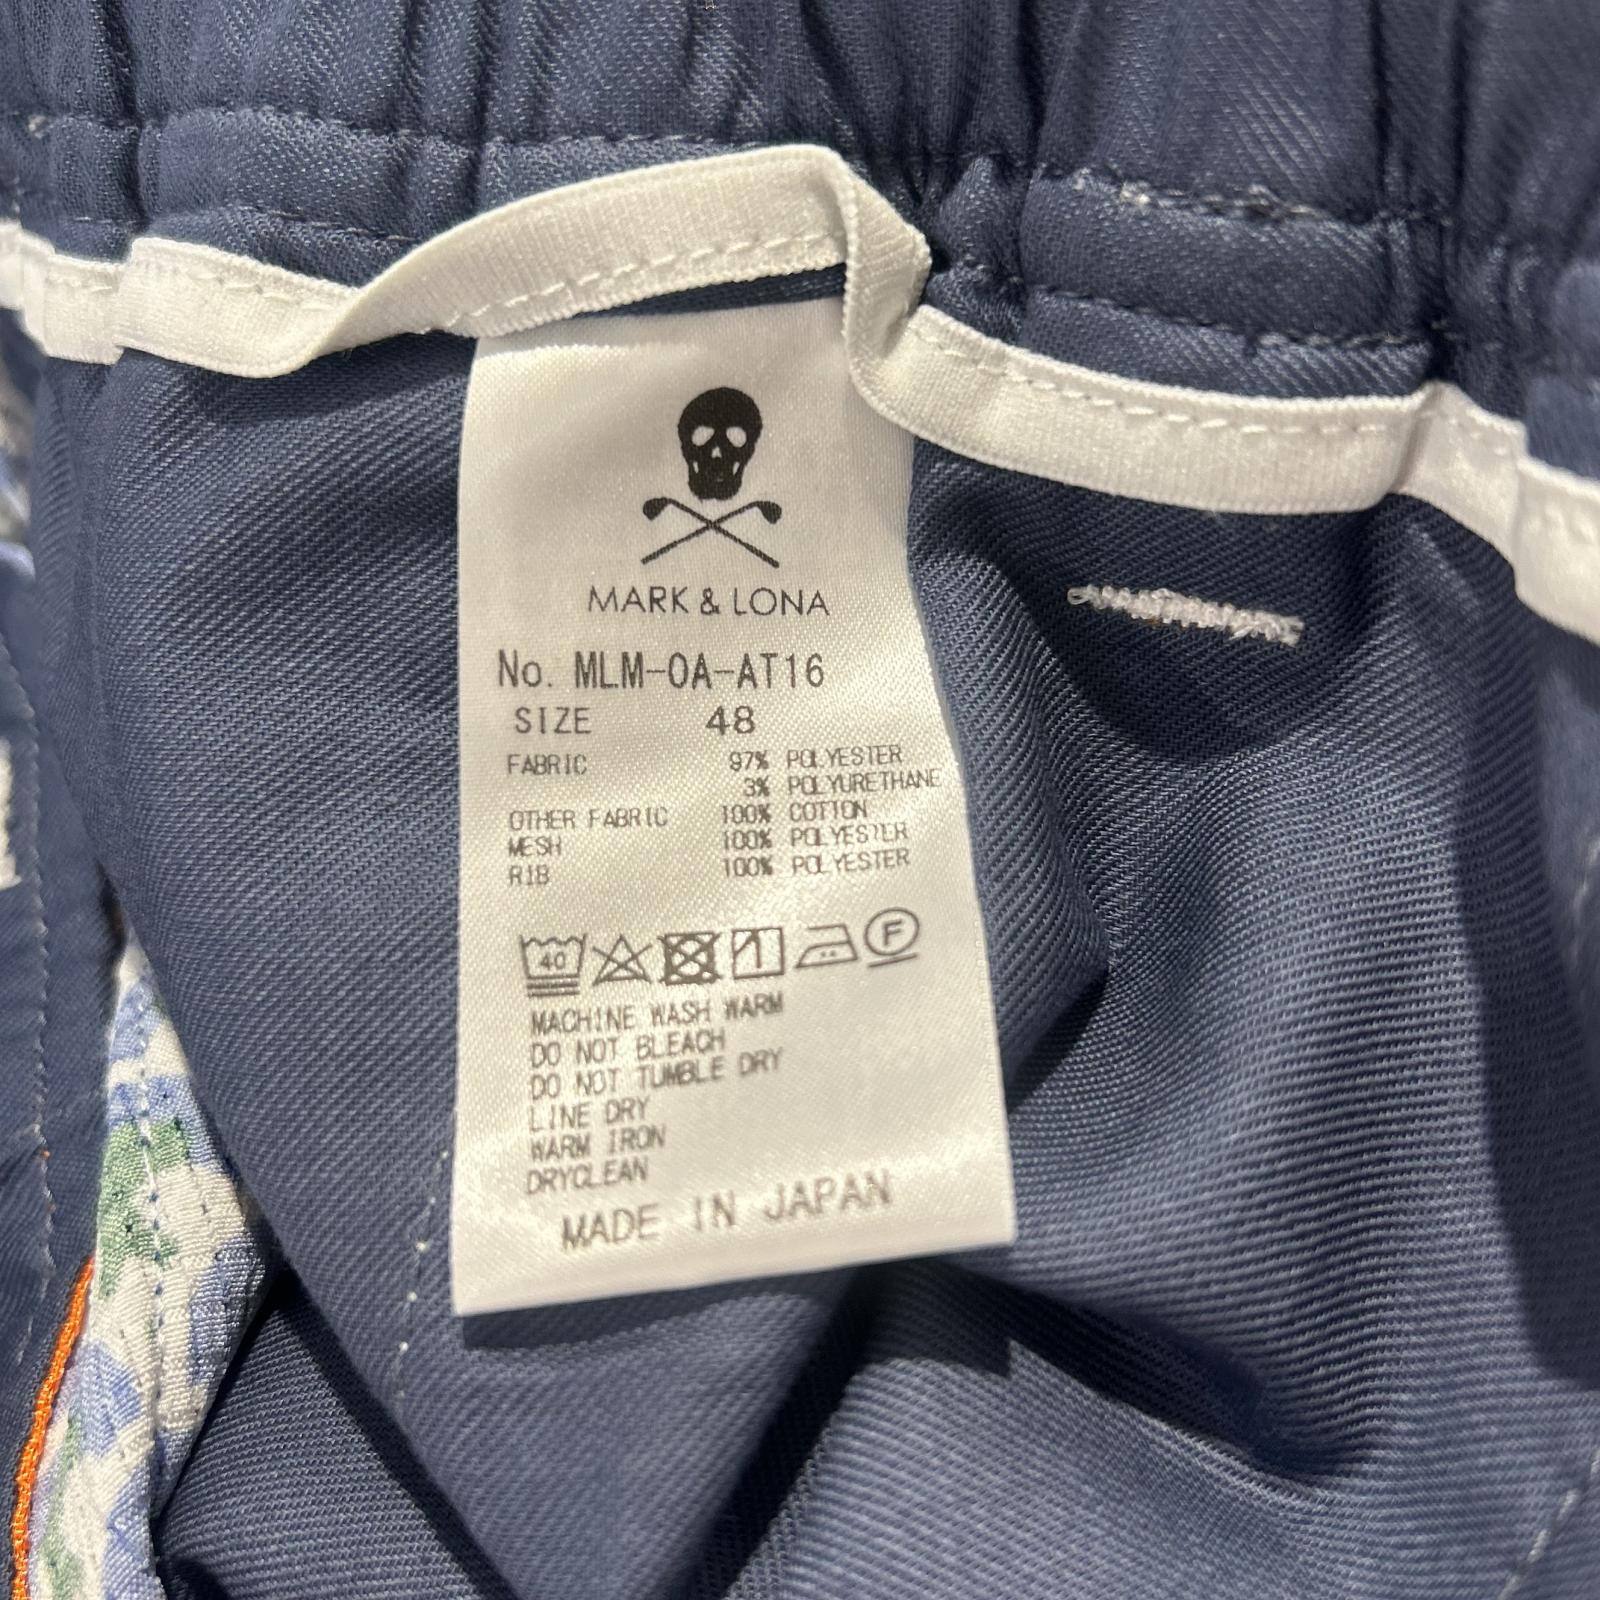 MARK & LONA
No. MLM-0A-AT16
SIZE 48
FABRIC 97% POLYESTER
3% POLYURETHANE
OTHER FABRIC 100% COTTON
MESH 100% POLYESTER
RIB 100% POLYESTER
40 F
MACHINE WASH WARM
DO NOT BLEACH
DO NOT TUMBLE DRY
LINE DRY
WARM IRON
DRYCLEAN
MADE IN JAPAN